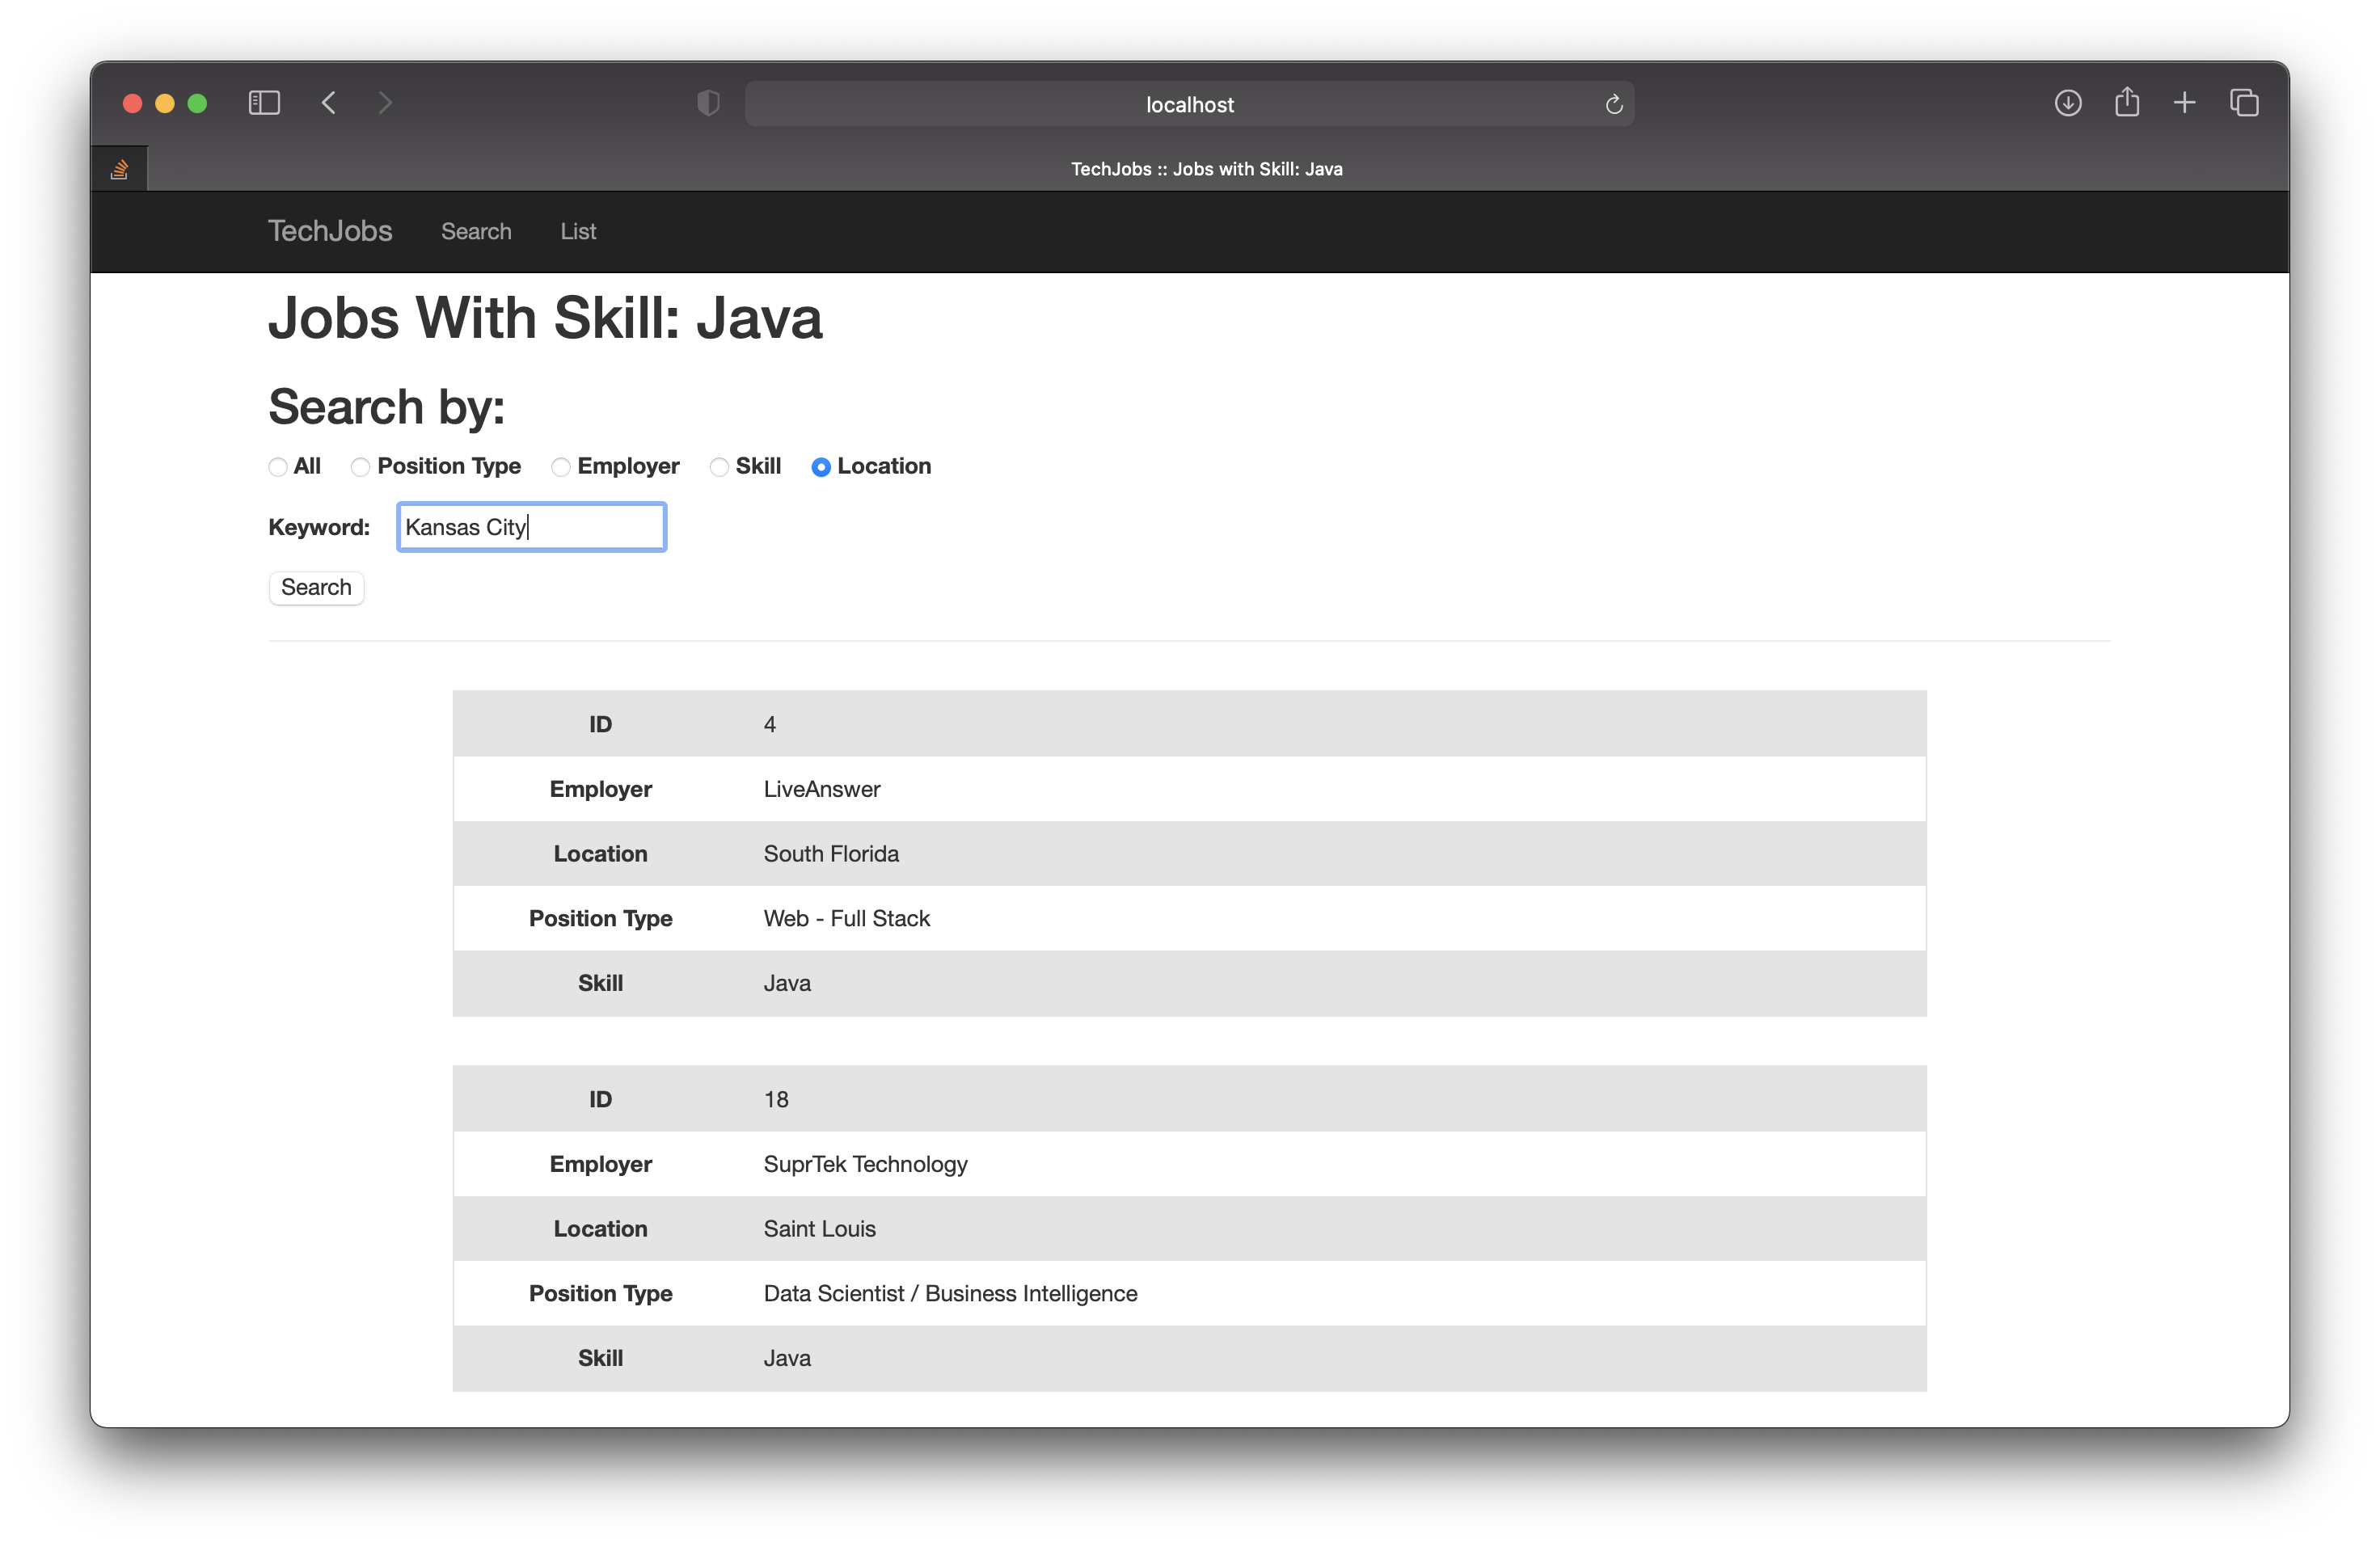 localhost
TechJobs :: Jobs with Skill: Java
TechJobs Search List
Jobs With Skill: Java
Search by:
All Position Type Employer Skill Location
Keyword: Kansas City
Search
ID 4
Employer LiveAnswer
Location South Florida
Position Type Web - Full Stack
Skill Java
ID 18
Employer SuprTek Technology
Location Saint Louis
Position Type Data Scientist / Business Intelligence
Skill Java